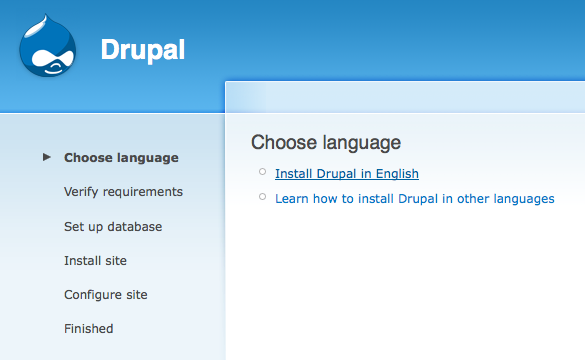 Drupal
Choose language
Verify requirements
Set up database
Install site
Configure site
Finished
Choose language
Install Drupal in English
Learn how to install Drupal in other languages